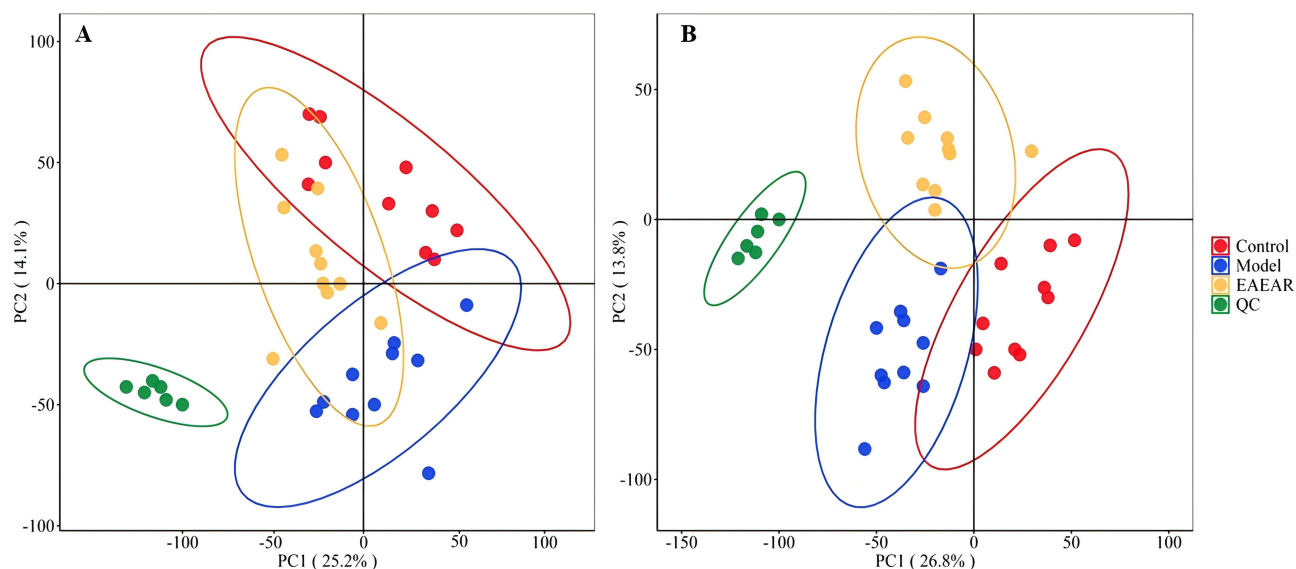 A
100
50
0
-50
-100
PC2 ( 14.1% )
-100
-50
0
50
100
PC1 ( 25.2% )
B
50
0
-50
-100
PC2 ( 13.8% )
-150
-100
-50
0
50
100
PC1 ( 26.8% )
Control
Model
EAEAR
QC